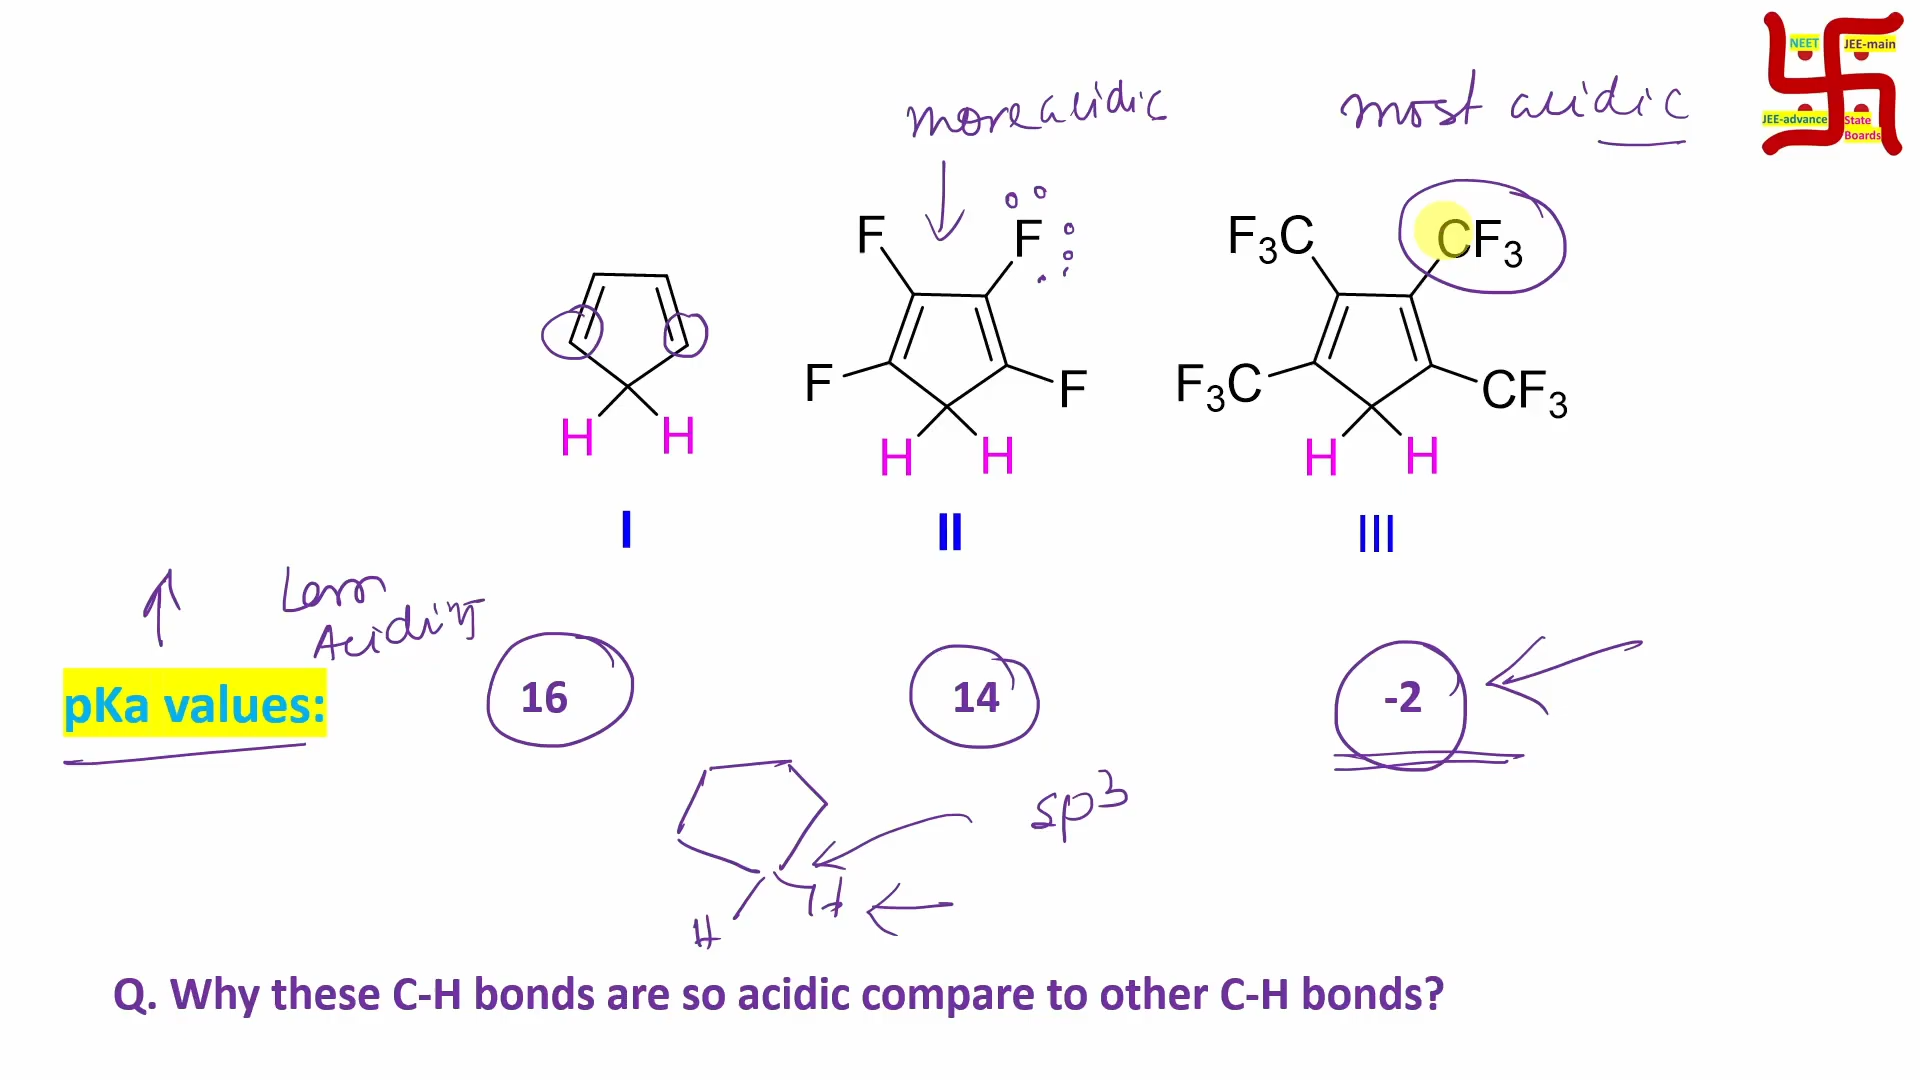 NEET JEE-main
JEE-advance State
Boards
more acidic
most acidic
F F
F F
H H
F₃C CF₃
F₃C CF₃
H H
H H
I
II
III
Less
Acidity
pKa values:
16
14
-2
sp³
H H
Q. Why these C-H bonds are so acidic compare to other C-H bonds?